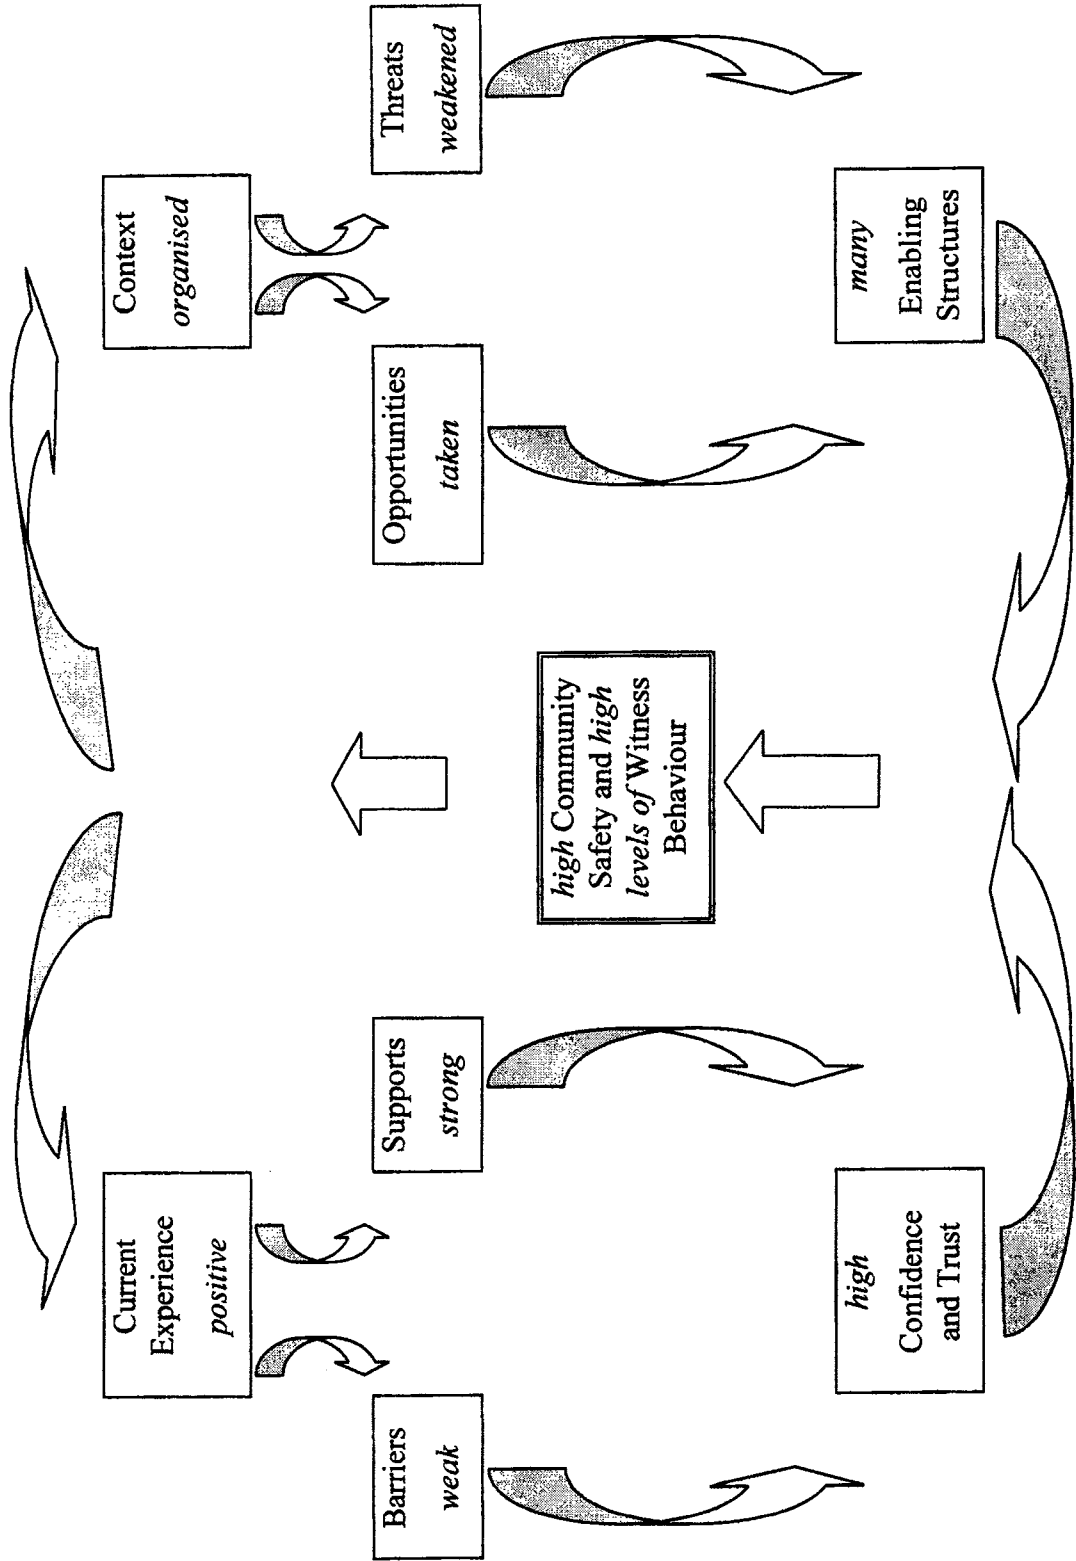 Current
Experience
positive
Context
organised
Barriers
weak
Supports
strong
Opportunities
taken
Threats
weakened
high Community
Safety and high
levels of Witness
Behaviour
high
Confidence
and Trust
many
Enabling
Structures